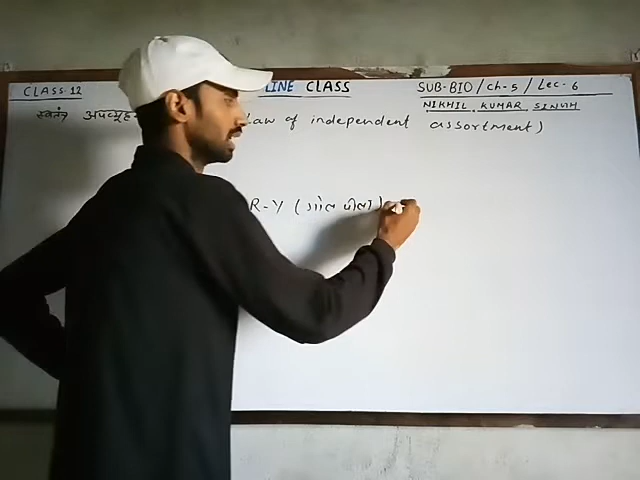 CLASS-12 LINE CLASS SUB-BIO/Ch-5/Lec-6
NIKHIL KUMAR SINGH
स्वतंत्र अपव्यूह Law of independent assortment)
R-Y (गोल पीला)